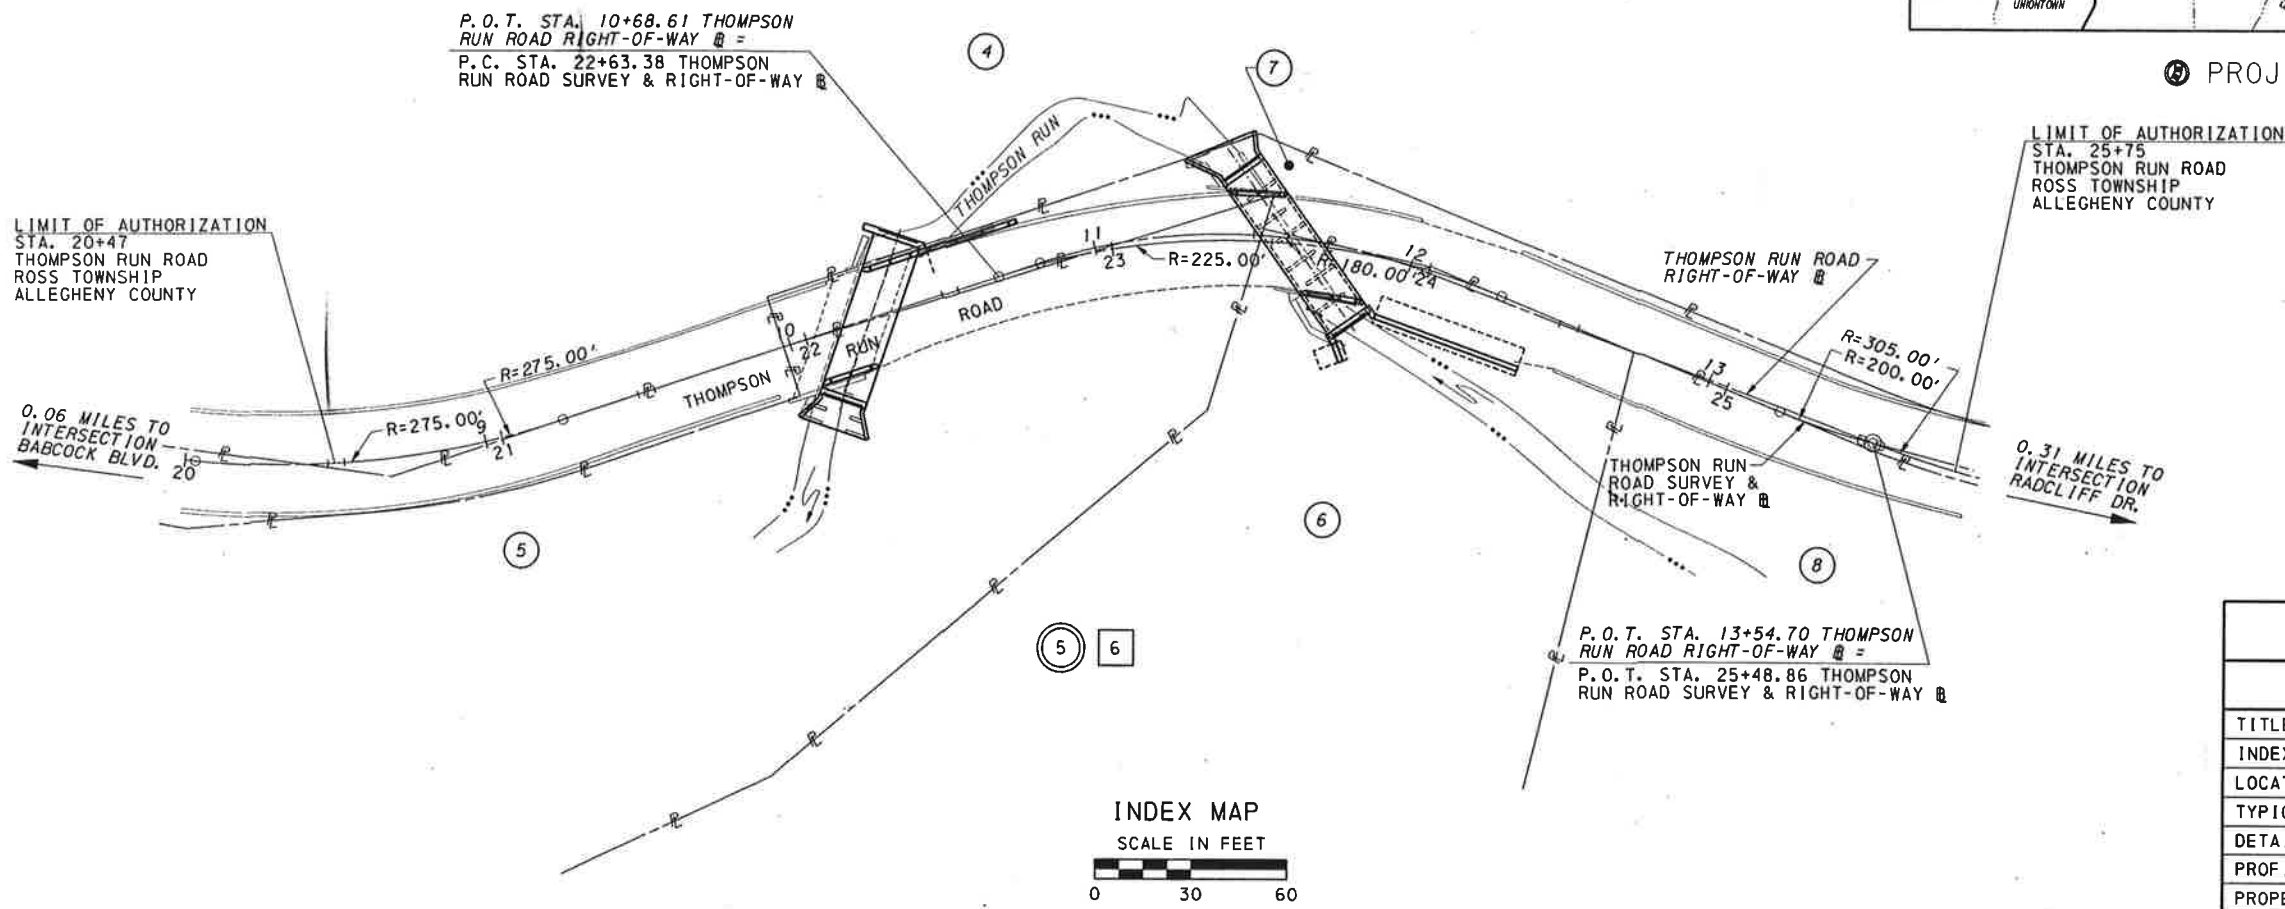 UNIONTOWN
PROJ
P.O.T. STA. 10+68.61 THOMPSON
RUN ROAD RIGHT-OF-WAY ℄ =
P.C. STA. 22+63.38 THOMPSON
RUN ROAD SURVEY & RIGHT-OF-WAY ℄
4
7
LIMIT OF AUTHORIZATION
STA. 25+75
THOMPSON RUN ROAD
ROSS TOWNSHIP
ALLEGHENY COUNTY
THOMPSON RUN
LIMIT OF AUTHORIZATION
STA. 20+47
THOMPSON RUN ROAD
ROSS TOWNSHIP
ALLEGHENY COUNTY
11
23
R=225.00'
R=180.00'
12
24
THOMPSON RUN ROAD
RIGHT-OF-WAY ℄
0
22
THOMPSON RUN ROAD
R=275.00'
R=275.00'
9
21
20
0.06 MILES TO
INTERSECTION
BABCOCK BLVD.
13
25
R=305.00'
R=200.00'
0.31 MILES TO
INTERSECTION
RADCLIFF DR.
THOMPSON RUN
ROAD SURVEY &
RIGHT-OF-WAY ℄
5
6
8
5
6
P.O.T. STA. 13+54.70 THOMPSON
RUN ROAD RIGHT-OF-WAY ℄ =
P.O.T. STA. 25+48.86 THOMPSON
RUN ROAD SURVEY & RIGHT-OF-WAY ℄
INDEX MAP
SCALE IN FEET
0 30 60
TITLE
INDEX
LOCAT
TYPIC
DETA
PROF
PROPE